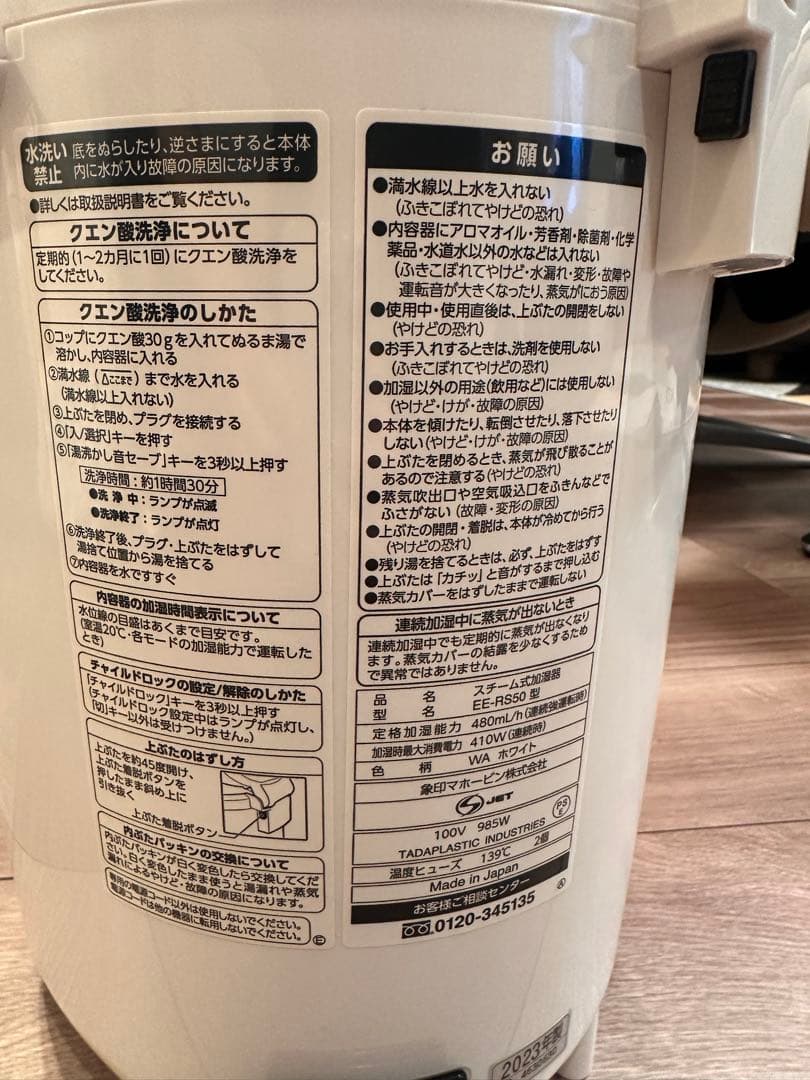 水洗い
禁止
底をぬらしたり、逆さまにすると本体
内に水が入り故障の原因になります。
●詳しくは取扱説明書をご覧ください。
クエン酸洗浄について
定期的(1〜2カ月に1回)にクエン酸洗浄を
してください。
クエン酸洗浄のしかた
①コップにクエン酸30gを入れてぬるま湯で
溶かし、内容器に入れる
②満水線(△ここまで)まで水を入れる
(満水線以上入れない)
③上ぶたを閉め、プラグを接続する
④「入/選択」キーを押す
⑤「湯沸かし音セーブ」キーを3秒以上押す
洗浄時間：約1時間30分
●洗浄中：ランプが点滅
●洗浄終了：ランプが点灯
⑥洗浄終了後、プラグ・上ぶたをはずして
湯捨て位置から湯を捨てる
⑦内容器を水ですすぐ
内容器の加湿時間表示について
水位線の目盛はあくまで目安です。
(室温20℃・各モードの加湿能力で運転した
とき)
チャイルドロックの設定/解除のしかた
「チャイルドロック」キーを3秒以上押す
(チャイルドロック設定中はランプが点灯し、
「切」キー以外は受けつけません。)
上ぶたのはずし方
上ぶたを約45度開け、
上ぶた着脱ボタンを
押したまま斜め上に
引き抜く
上ぶた着脱ボタン
内ぶたパッキンの交換について
内ぶたパッキンが白く変色したら交換してくだ
さい。白く変色したまま使うと湯漏れや蒸気
漏れによるやけど・故障の原因になります。
専用の電源コード以外は使用しないでください。
電源コードは他の機器に転用しないでください。
Ⓔ
お願い
●満水線以上水を入れない
(ふきこぼれてやけどの恐れ)
●内容器にアロマオイル・芳香剤・除菌剤・化学
薬品・水道水以外の水などは入れない
(ふきこぼれてやけど・水漏れ・変形・故障や
運転音が大きくなったり、蒸気がにおう原因)
●使用中・使用直後は、上ぶたの開閉をしない
(やけどの恐れ)
●お手入れするときは、洗剤を使用しない
(ふきこぼれてやけどの恐れ)
●加湿以外の用途(飲用など)には使用しない
(やけど・けが・故障の原因)
●本体を傾けたり、転倒させたり、落下させたり
しない(やけど・けが・故障の原因)
●上ぶたを閉めるとき、蒸気が飛び散ることが
あるので注意する(やけどの恐れ)
●蒸気吹出口や空気吸込口をふきんなどで
ふさがない(故障・変形の原因)
●上ぶたの開閉・着脱は、本体が冷めてから行う
(やけどの恐れ)
●残り湯を捨てるときは、必ず、上ぶたをはずす
●上ぶたは「カチッ」と音がするまで押し込む
●蒸気カバーをはずしたままで運転しない
連続加湿中に蒸気が出ないとき
連続加湿中でも定期的に蒸気が出なくなり
ます。蒸気カバーの結露を少なくするため
で異常ではありません。
品名 スチーム式加湿器
型名 EE-RS50型
定格加湿能力 480mL/h(連続強運転時)
加湿時最大消費電力 410W(連続時)
色柄 WA ホワイト
象印マホービン株式会社
JET
PS
E
100V 985W
TADAPLASTIC INDUSTRIES
温度ヒューズ 139℃ 2個
Made in Japan
お客様ご相談センター
0120-345135
Ⓐ
2023年製